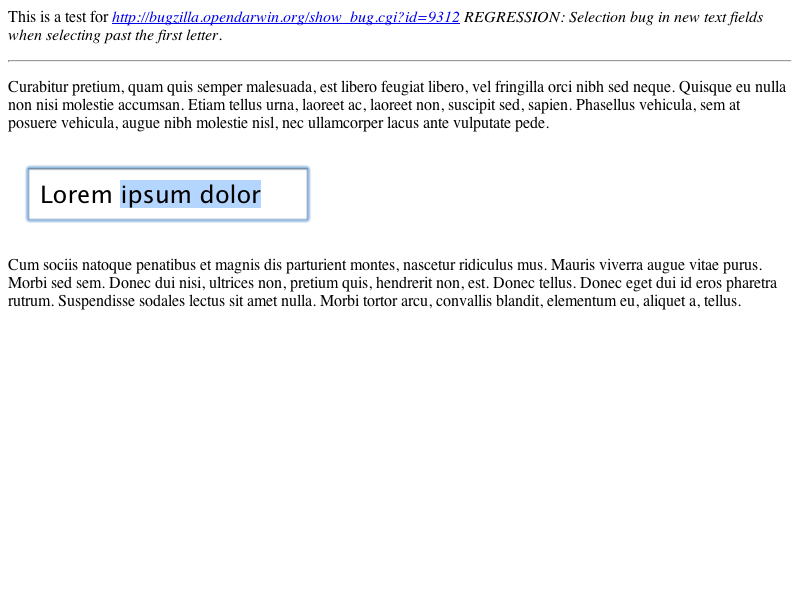 This is a test for http://bugzilla.opendarwin.org/show_bug.cgi?id=9312 REGRESSION: Selection bug in new text fields
when selecting past the first letter.
Curabitur pretium, quam quis semper malesuada, est libero feugiat libero, vel fringilla orci nibh sed neque. Quisque eu nulla
non nisi molestie accumsan. Etiam tellus urna, laoreet ac, laoreet non, suscipit sed, sapien. Phasellus vehicula, sem at
posuere vehicula, augue nibh molestie nisl, nec ullamcorper lacus ante vulputate pede.
Lorem ipsum dolor
Cum sociis natoque penatibus et magnis dis parturient montes, nascetur ridiculus mus. Mauris viverra augue vitae purus.
Morbi sed sem. Donec dui nisi, ultrices non, pretium quis, hendrerit non, est. Donec tellus. Donec eget dui id eros pharetra
rutrum. Suspendisse sodales lectus sit amet nulla. Morbi tortor arcu, convallis blandit, elementum eu, aliquet a, tellus.